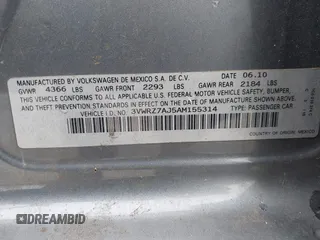 MANUFACTURED BY VOLKSWAGEN DE MEXICO S.A. DE C.V. 06.10
GVWR 4366 LBS GAWR FRONT 2293 LBS GAWR REAR 2184 LBS
THIS VEHICLE CONFORMS TO ALL APPLICABLE
U.S. FEDERAL MOTOR VEHICLE SAFETY, BUMPER,
AND THEFT PREVENTION STANDARDS IN EFFECT ON THE DATE OF MANUFACTURE SHOWN ABOVE.
VEHICLE I.D. NO. 3VWRZ7AJ5AM155314 TYPE: PASSENGER CAR
COUNTRY OF ORIGIN: MEXICO
DREAMBID.COM